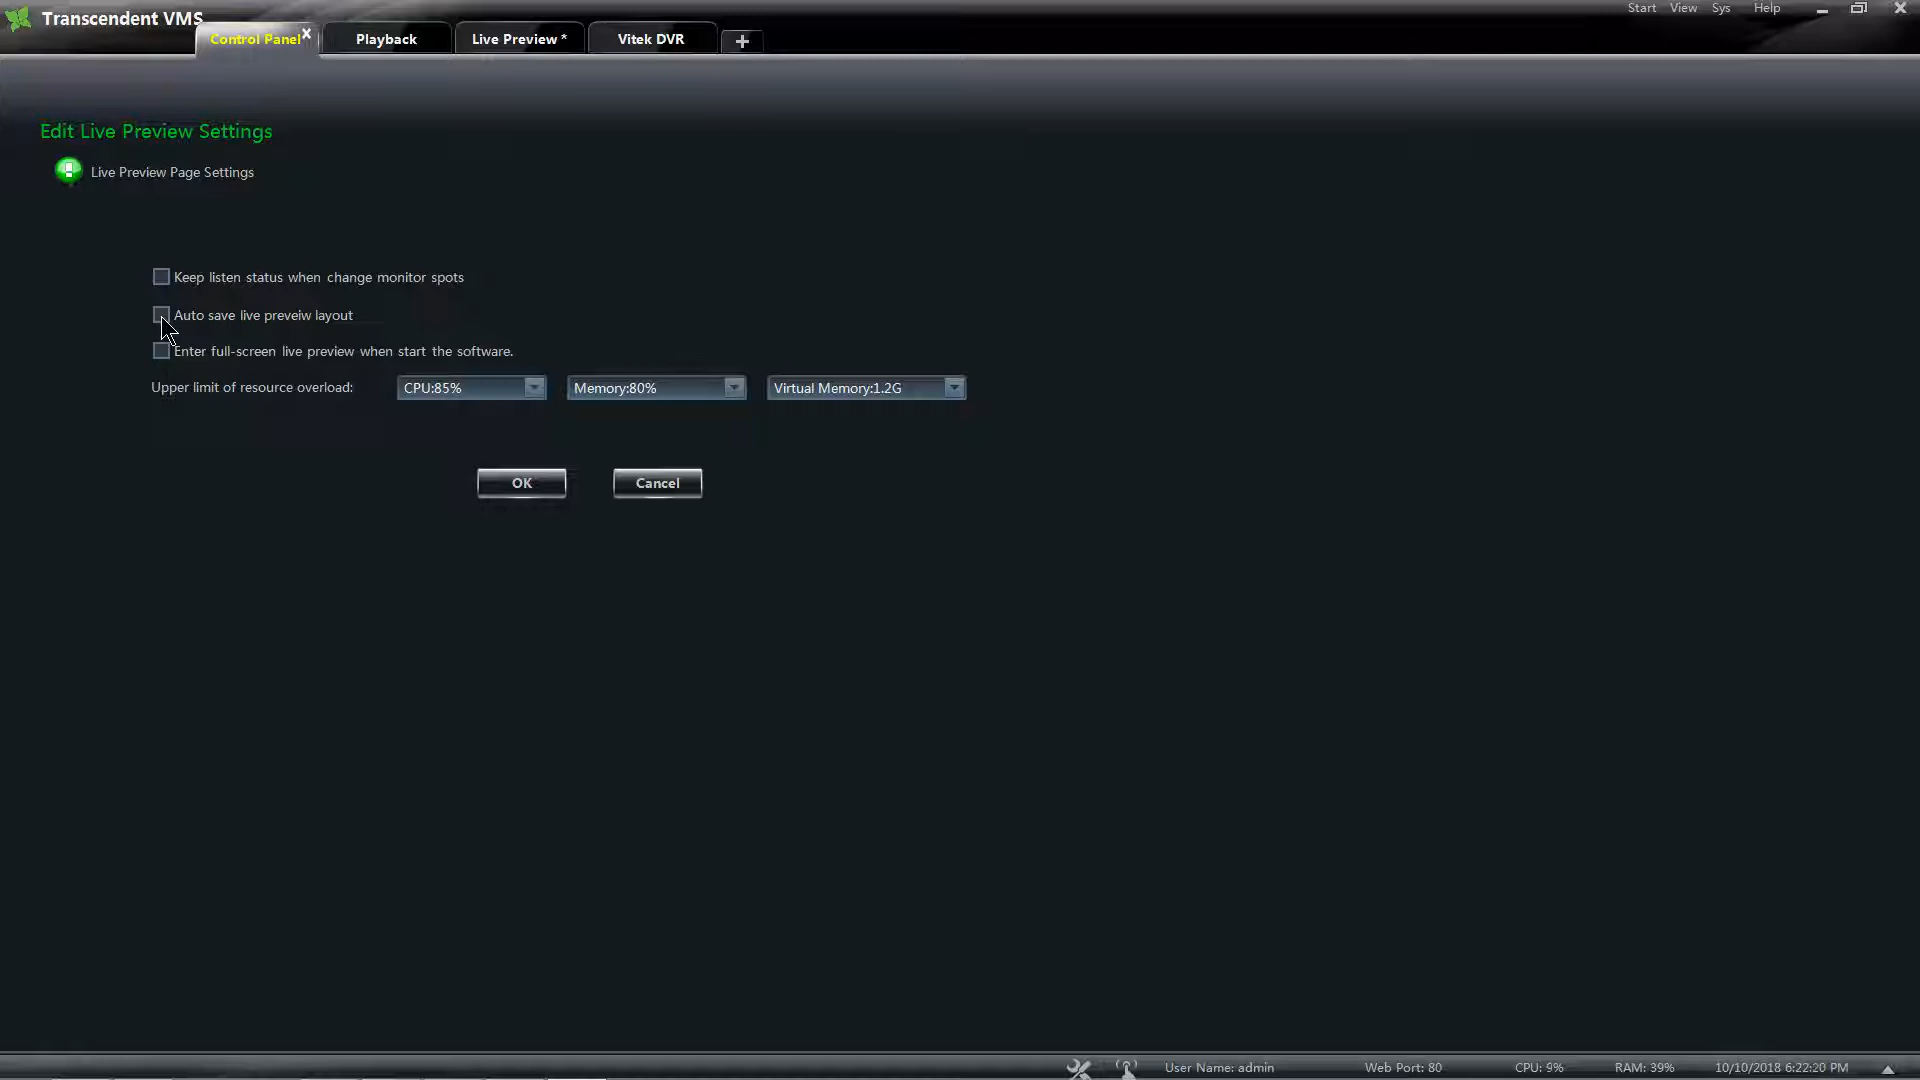 Transcendent VMS
Start View Sys Help
Control Panel x
Playback
Live Preview *
Vitek DVR
+
Edit Live Preview Settings
Live Preview Page Settings
Keep listen status when change monitor spots
Auto save live preveiw layout
Enter full-screen live preview when start the software.
Upper limit of resource overload: CPU:85% Memory:80% Virtual Memory:1.2G
OK Cancel
User Name: admin Web Port: 80 CPU: 9% RAM: 39% 10/10/2018 6:22:20 PM